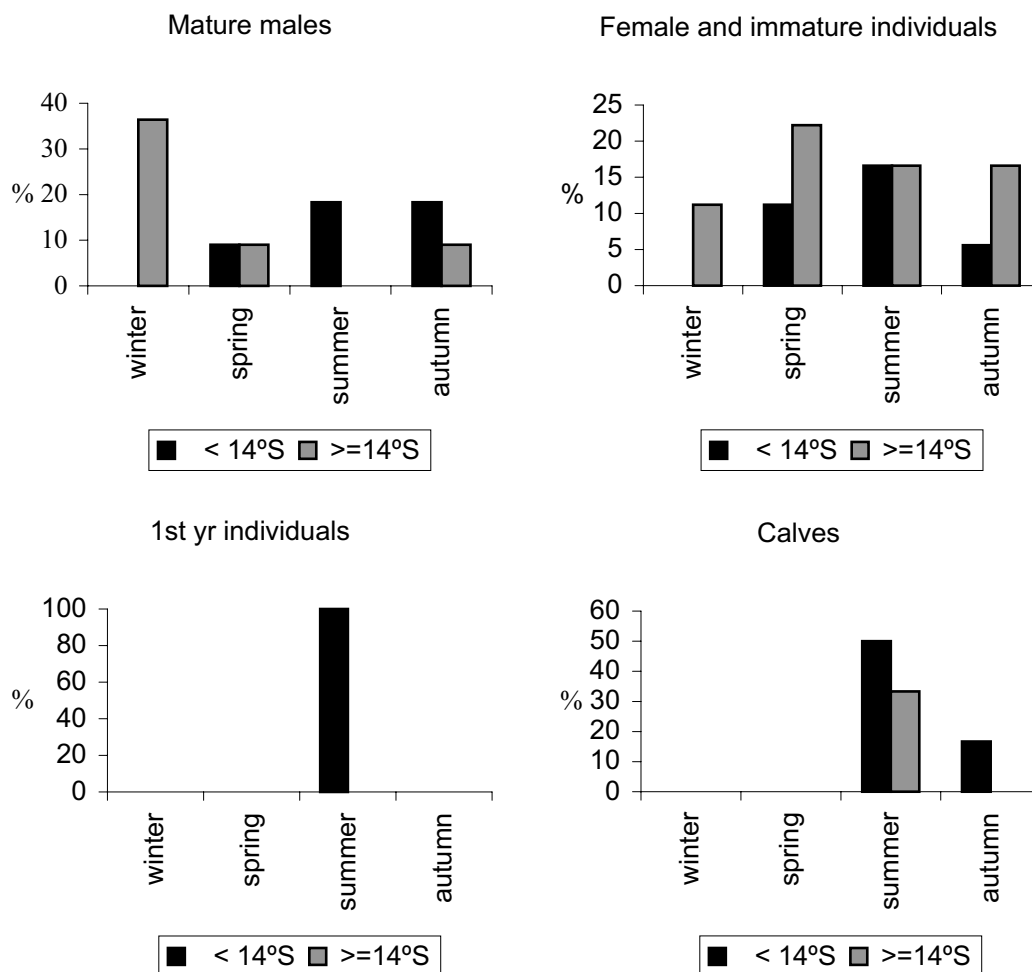 Mature males
40
30
%
20
10
0
winter
spring
summer
autumn
< 14ºS >=14ºS
Female and immature individuals
25
20
15
%
10
5
0
winter
spring
summer
autumn
< 14ºS >=14ºS
1st yr individuals
100
80
60
%
40
20
0
winter
spring
summer
autumn
< 14ºS >=14ºS
Calves
60
50
40
30
%
20
10
0
winter
spring
summer
autumn
< 14ºS >=14ºS